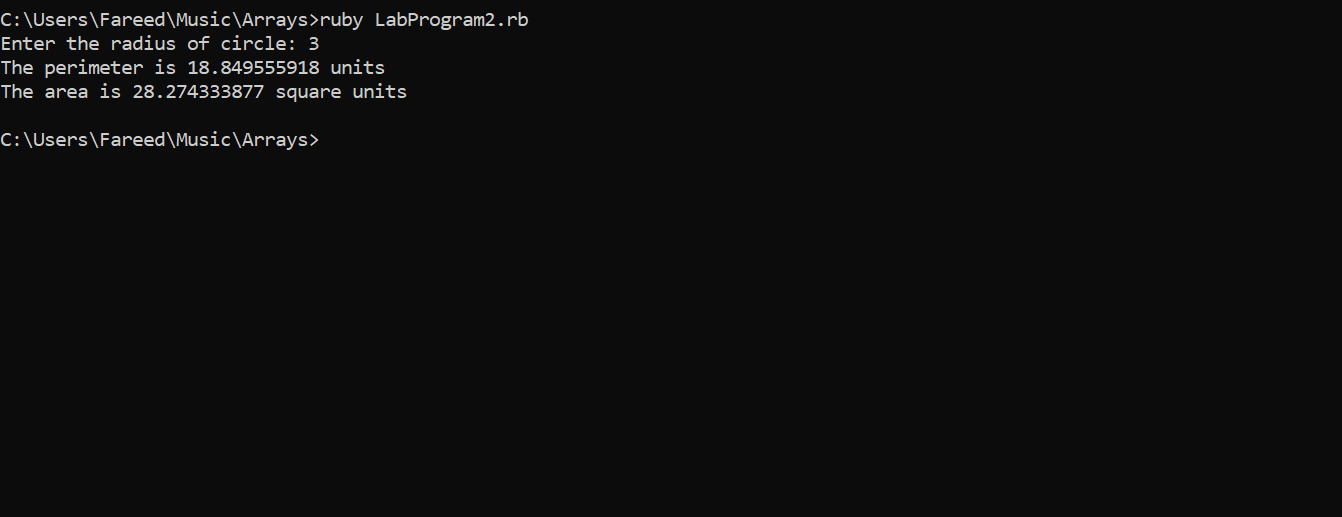 C:\Users\Fareed\Music\Arrays>ruby LabProgram2.rb
Enter the radius of circle: 3
The perimeter is 18.849555918 units
The area is 28.274333877 square units
C:\Users\Fareed\Music\Arrays>